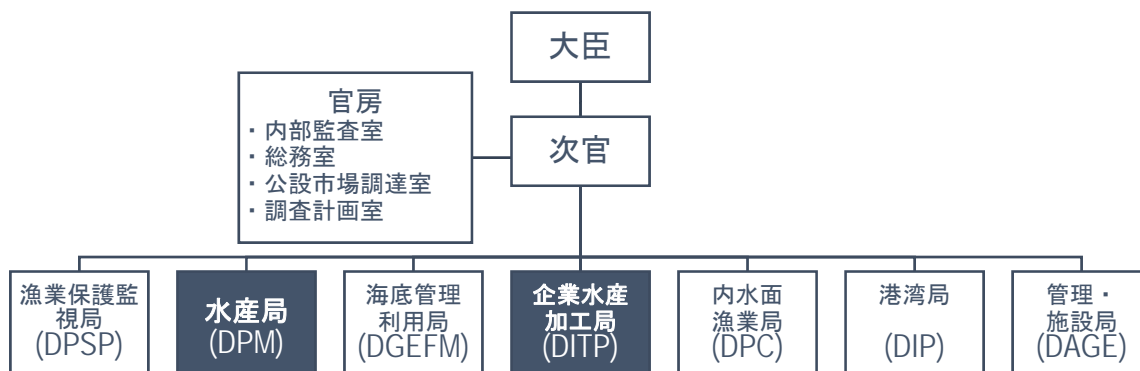 大臣
官房
・内部監査室
・総務室
・公設市場調達室
・調査計画室
次官
漁業保護監
視局
(DPSP)
水産局
(DPM)
海底管理
利用局
(DGEFM)
企業水産
加工局
(DITP)
内水面
漁業局
(DPC)
港湾局
(DIP)
管理・
施設局
(DAGE)